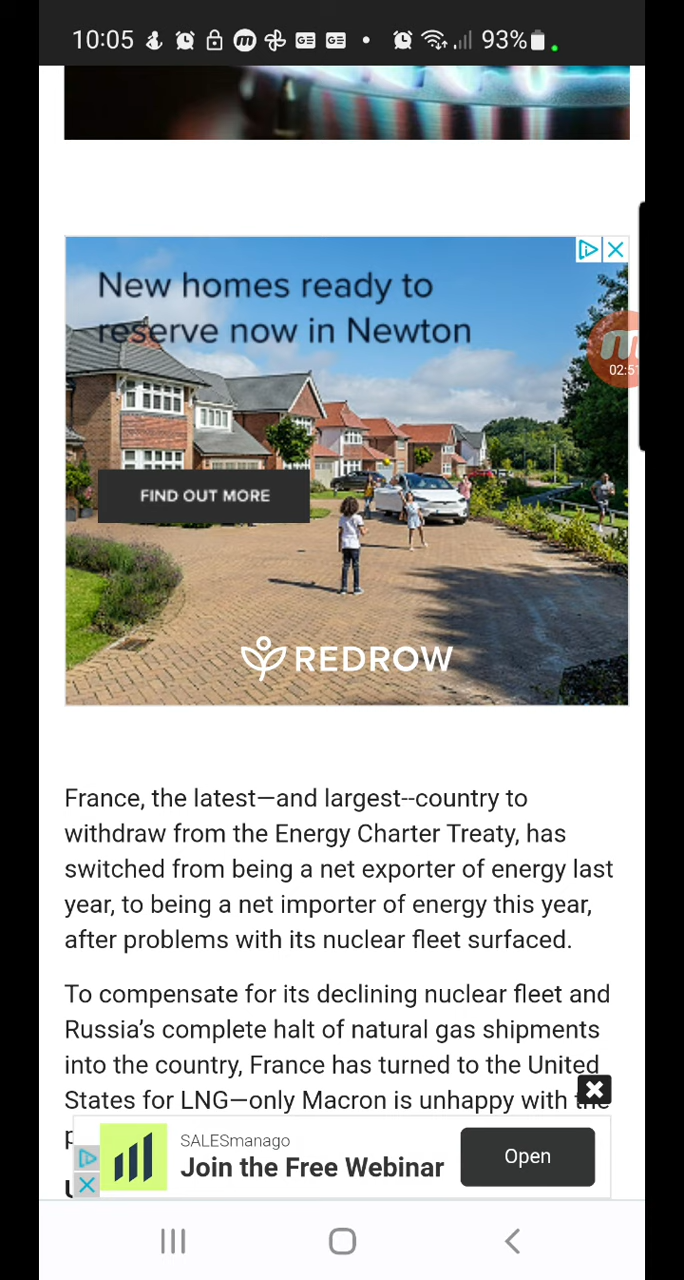 10:05
93%
New homes ready to
reserve now in Newton
02:51
FIND OUT MORE
REDROW
France, the latest—and largest--country to
withdraw from the Energy Charter Treaty, has
switched from being a net exporter of energy last
year, to being a net importer of energy this year,
after problems with its nuclear fleet surfaced.
To compensate for its declining nuclear fleet and
Russia’s complete halt of natural gas shipments
into the country, France has turned to the United
States for LNG—only Macron is unhappy with the
SALESmanago
Join the Free Webinar
Open